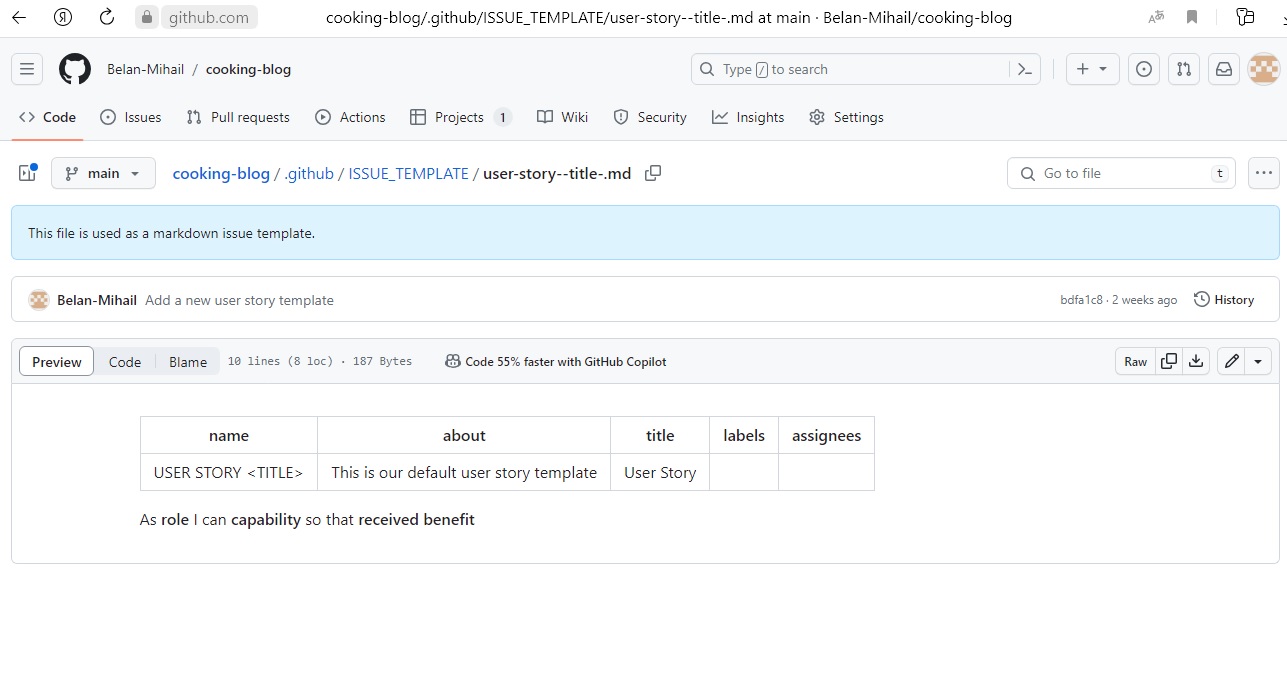 github.com cooking-blog/.github/ISSUE_TEMPLATE/user-story--title-.md at main · Belan-Mihail/cooking-blog
Belan-Mihail / cooking-blog Type / to search
Code Issues Pull requests Actions Projects 1 Wiki Security Insights Settings
main cooking-blog / .github / ISSUE_TEMPLATE / user-story--title-.md Go to file t
This file is used as a markdown issue template.
Belan-Mihail Add a new user story template bdfa1c8 · 2 weeks ago History
Preview Code Blame 10 lines (8 loc) · 187 Bytes Code 55% faster with GitHub Copilot Raw
name about title labels assignees
USER STORY <TITLE> This is our default user story template User Story
As role I can capability so that received benefit